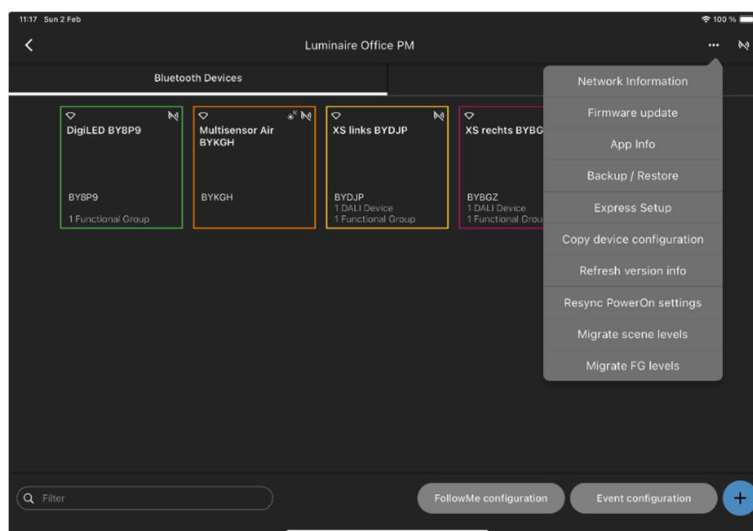 11:17 Sun 2 Feb
100 %
Luminaire Office PM
Bluetooth Devices
DigiLED BY8P9
BY8P9
1 Functional Group
Multisensor Air
BYKGH
BYKGH
XS links BYDJP
BYDJP
1 DALI Device
1 Functional Group
XS rechts BYBG
BYBGZ
1 DALI Device
1 Functional Grou
Network Information
Firmware update
App Info
Backup / Restore
Express Setup
Copy device configuration
Refresh version info
Resync PowerOn settings
Migrate scene levels
Migrate FG levels
Filter
FollowMe configuration
Event configuration